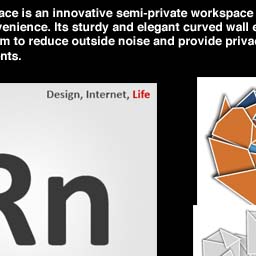 ace is an innovative semi-private workspace
venience. Its sturdy and elegant curved wall e
m to reduce outside noise and provide priva
nts.
Design, Internet, Life
Rn